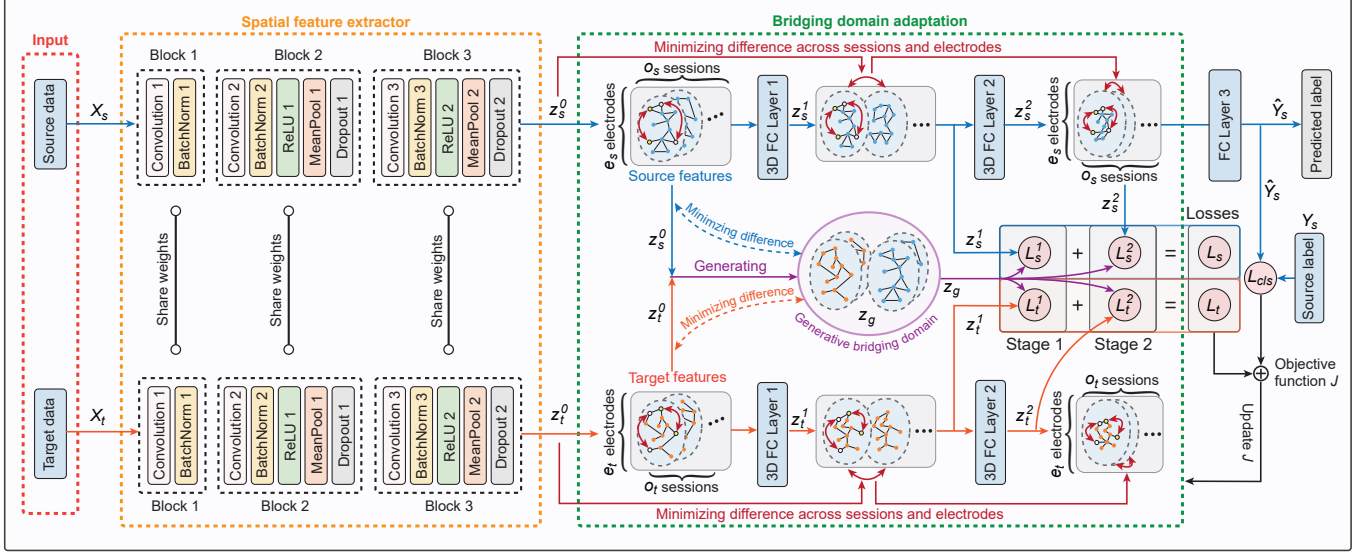 Input
Spatial feature extractor
Bridging domain adaptation
Block 1
Block 2
Block 3
Minimizing difference across sessions and electrodes
Source data
X_s
Convolution 1
BatchNorm 1
Convolution 2
BatchNorm 2
ReLU 1
MeanPool 1
Dropout 1
Convolution 3
BatchNorm 3
ReLU 2
MeanPool 2
Dropout 2
z_s^0
o_s sessions
e_s electrodes
Source features
3D FC Layer 1
z_s^1
3D FC Layer 2
z_s^2
e_s electrodes
o_s sessions
FC Layer 3
Ŷ_s
Predicted label
Share weights
Share weights
Share weights
z_s^0
Minimzing difference
Generating
Minimzing difference
z_t^0
z_g
Generative bridging domain
z_g
z_s^1
z_s^2
Losses
L_s^1 + L_s^2 = L_s
L_t^1 + L_t^2 = L_t
Stage 1
Stage 2
z_t^1
z_t^2
Ŷ_s
Y_s
L_cls
Source label
Objective
function J
Update J
Target data
X_t
Convolution 1
BatchNorm 1
Convolution 2
BatchNorm 2
ReLU 1
MeanPool 1
Dropout 1
Convolution 3
BatchNorm 3
ReLU 2
MeanPool 2
Dropout 2
z_t^0
Target features
e_t electrodes
o_t sessions
3D FC Layer 1
z_t^1
3D FC Layer 2
o_t sessions
e_t electrodes
Block 1
Block 2
Block 3
Minimizing difference across sessions and electrodes